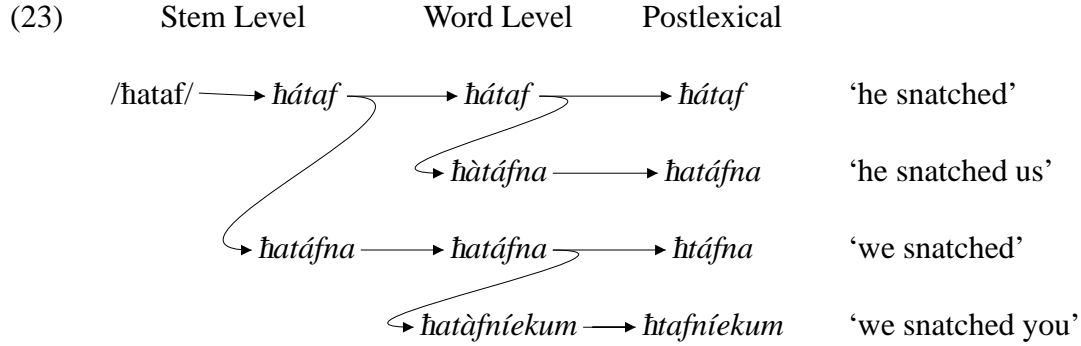 (23) Stem Level Word Level Postlexical
/ħataf/ ħátaf ħátaf ħátaf ‘he snatched’
ħàtáfna ħatáfna ‘he snatched us’
ħatáfna ħatáfna ħtáfna ‘we snatched’
ħatàfníekum ħtafníekum ‘we snatched you’